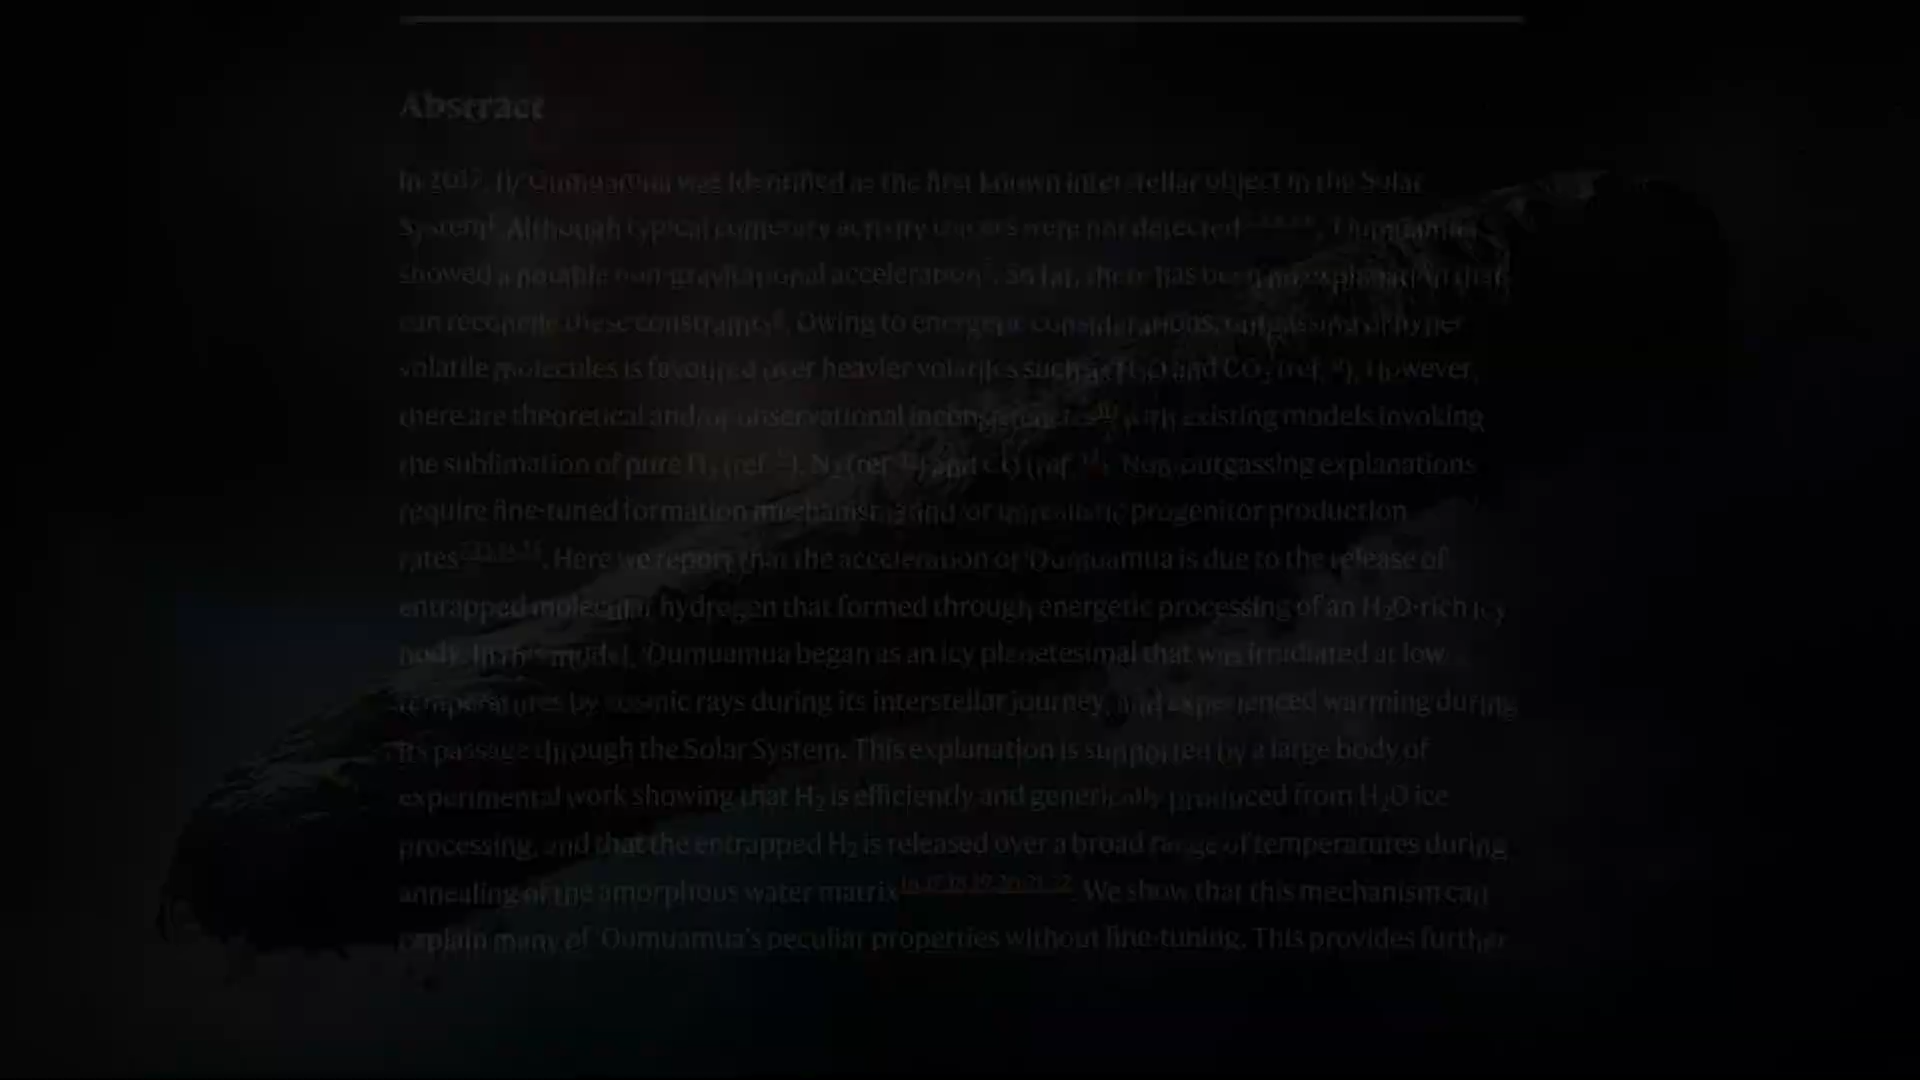 Abstract
In 2017, 1I/'Oumuamua was identified as the first known interstellar object in the Solar
System. Although typical cometary activity tracers were not detected 'Oumuamua
showed a notable non-gravitational acceleration. So far, there has been no explanation that
can reconcile these constraints. Owing to energetic considerations, outgassing of hyper
volatile molecules is favoured over heavier volatiles such as H₂O and CO₂ (ref. ). However,
there are theoretical and/or observational inconsistencies with existing models invoking
the sublimation of pure H₂ (ref. ), N₂ (ref. ) and CO (ref. ). Non-outgassing explanations
require fine-tuned formation mechanisms and/or unrealistic progenitor production
rates. Here we report that the acceleration of 'Oumuamua is due to the release of
entrapped molecular hydrogen that formed through energetic processing of an H₂O-rich icy
body. In this model, 'Oumuamua began as an icy planetesimal that was irradiated at low
temperatures by cosmic rays during its interstellar journey, and experienced warming during
its passage through the Solar System. This explanation is supported by a large body of
experimental work showing that H₂ is efficiently and generically produced from H₂O ice
processing, and that the entrapped H₂ is released over a broad range of temperatures during
annealing of the amorphous water matrix. We show that this mechanism can
explain many of 'Oumuamua's peculiar properties without fine-tuning. This provides further